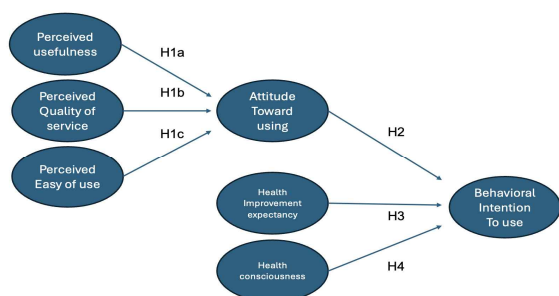 Perceived
usefulness
H1a
Perceived
Quality of
service
H1b
H1c
Perceived
Easy of use
Attitude
Toward
using
H2
Health
Improvement
expectancy
H3
Health
consciousness
H4
Behavioral
Intention
To use